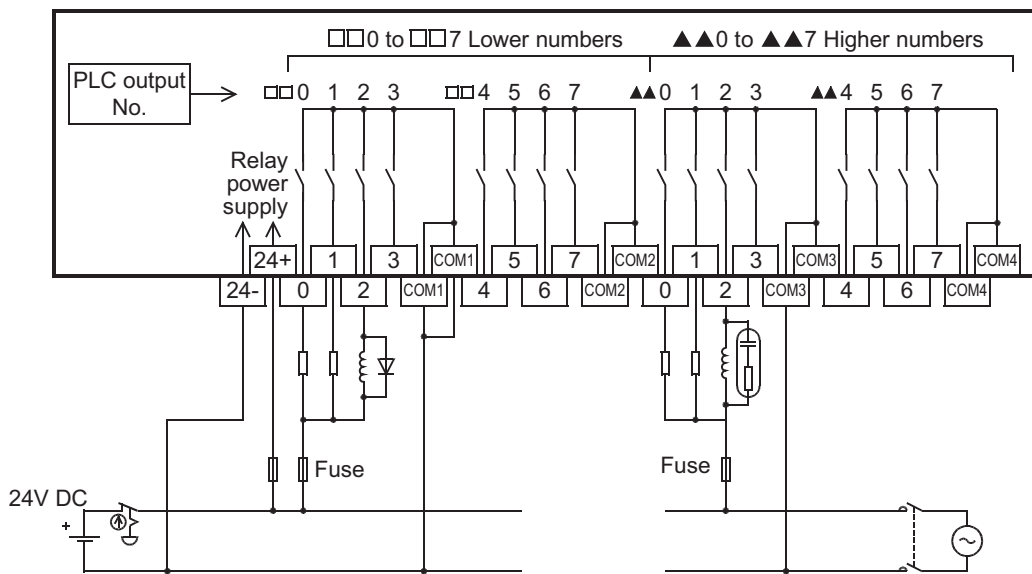 □□0 to □□7 Lower numbers ▲▲0 to ▲▲7 Higher numbers
PLC output
No.
□□0 1 2 3 □□4 5 6 7 ▲▲0 1 2 3 ▲▲4 5 6 7
Relay
power
supply
24+ 1 3 COM1 5 7 COM2 1 3 COM3 5 7 COM4
24- 0 2 COM1 4 6 COM2 0 2 COM3 4 6 COM4
Fuse Fuse
24V DC
+